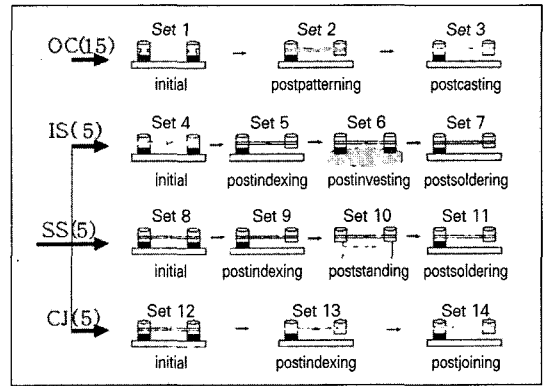 OC(15) Set 1 Set 2 Set 3
initial postpatterning postcasting
IS(5) Set 4 Set 5 Set 6 Set 7
initial postindexing postinvesting postsoldering
SS(5) Set 8 Set 9 Set 10 Set 11
initial postindexing poststanding postsoldering
CJ(5) Set 12 Set 13 Set 14
initial postindexing postjoining